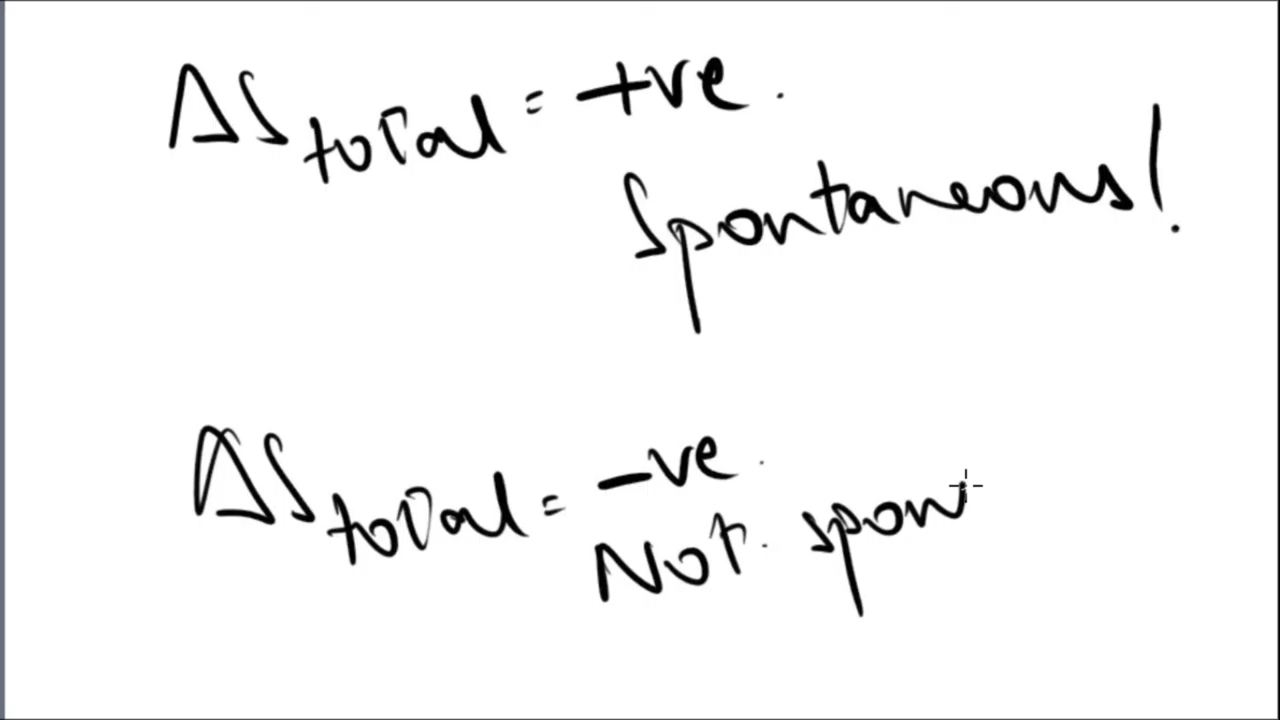 ΔS total = +ve.
Spontaneous!
ΔS total = -ve.
Not. spon